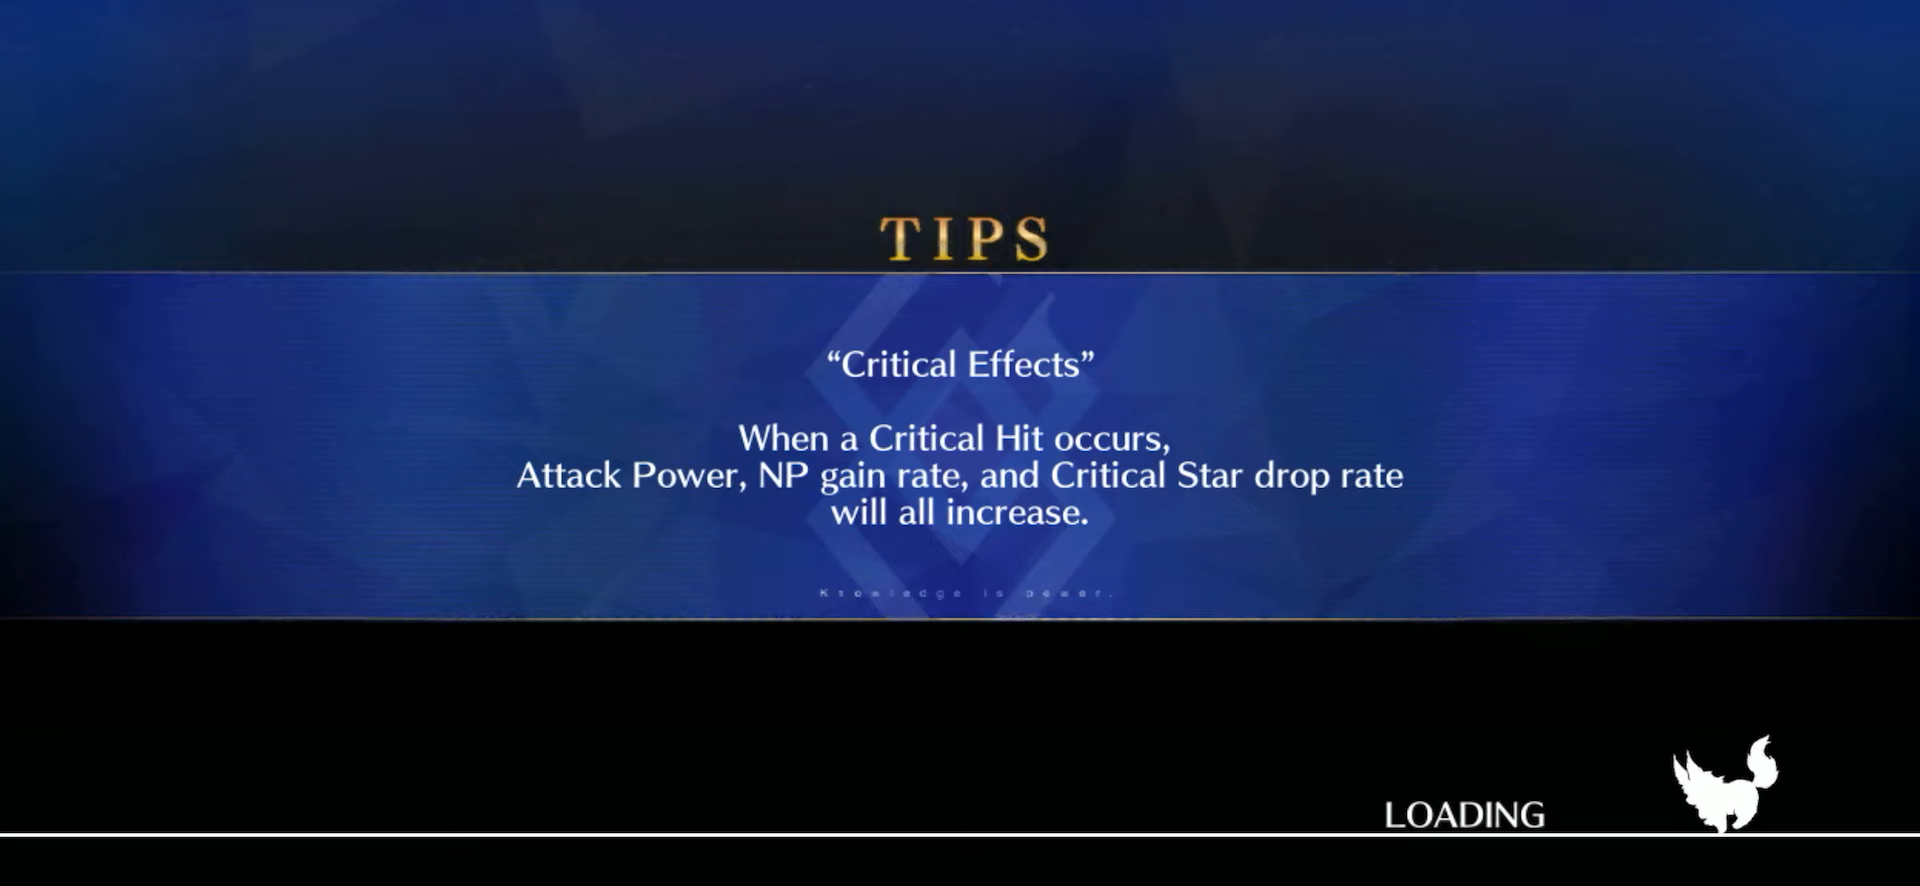 TIPS
“Critical Effects”
When a Critical Hit occurs,
Attack Power, NP gain rate, and Critical Star drop rate
will all increase.
Knowledge is power.
LOADING